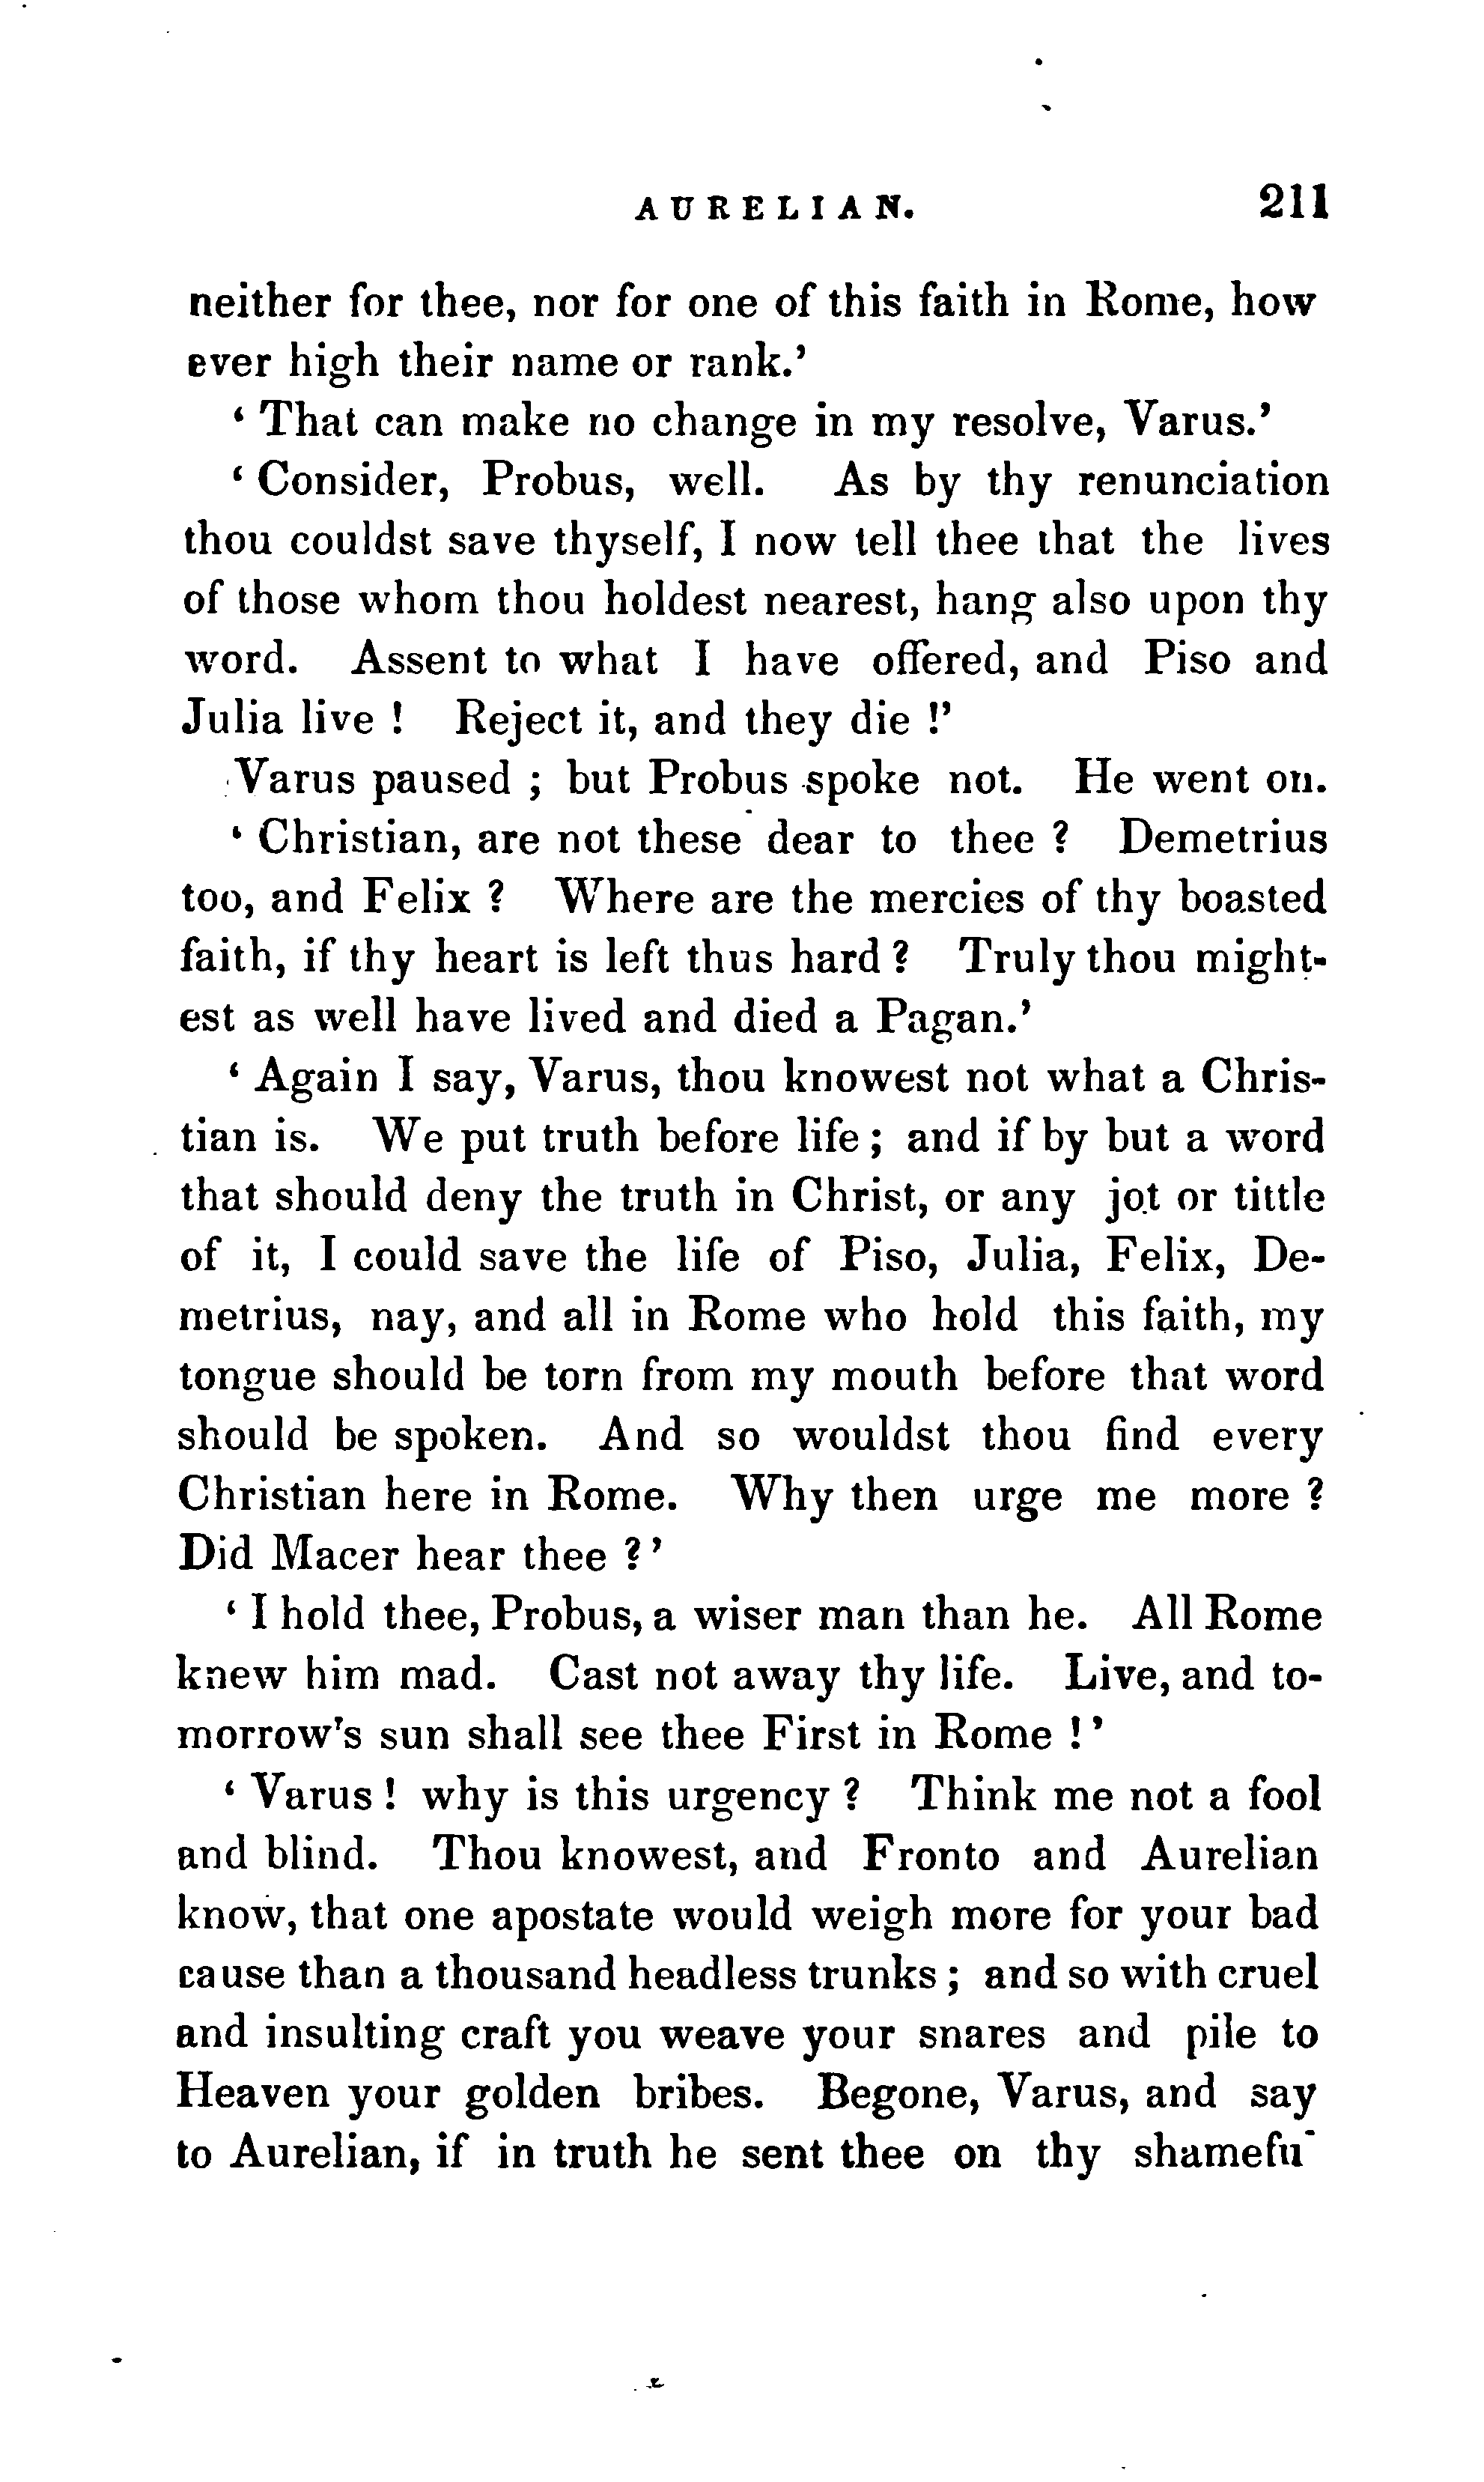 AURELIAN. 211
neither for thee, nor for one of this faith in Rome, how
ever high their name or rank.’
‘ That can make no change in my resolve, Varus.’
‘ Consider, Probus, well. As by thy renunciation
thou couldst save thyself, I now tell thee that the lives
of those whom thou holdest nearest, hang also upon thy
word. Assent to what I have offered, and Piso and
Julia live ! Reject it, and they die !’
Varus paused ; but Probus spoke not. He went on.
‘ Christian, are not these dear to thee ? Demetrius
too, and Felix ? Where are the mercies of thy boasted
faith, if thy heart is left thus hard ? Truly thou might-
est as well have lived and died a Pagan.’
‘ Again I say, Varus, thou knowest not what a Chris-
tian is. We put truth before life ; and if by but a word
that should deny the truth in Christ, or any jot or tittle
of it, I could save the life of Piso, Julia, Felix, De-
metrius, nay, and all in Rome who hold this faith, my
tongue should be torn from my mouth before that word
should be spoken. And so wouldst thou find every
Christian here in Rome. Why then urge me more ?
Did Macer hear thee ?’
‘ I hold thee, Probus, a wiser man than he. All Rome
knew him mad. Cast not away thy life. Live, and to-
morrow's sun shall see thee First in Rome !’
‘ Varus ! why is this urgency ? Think me not a fool
and blind. Thou knowest, and Fronto and Aurelian
know, that one apostate would weigh more for your bad
cause than a thousand headless trunks ; and so with cruel
and insulting craft you weave your snares and pile to
Heaven your golden bribes. Begone, Varus, and say
to Aurelian, if in truth he sent thee on thy shamefu